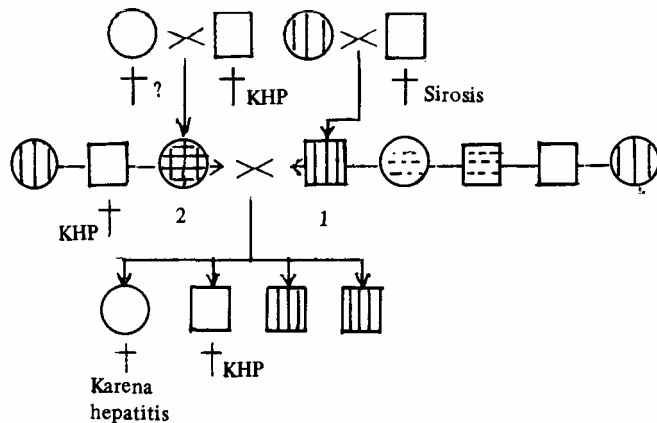 ?
KHP
Sirosis
KHP
2
1
Karena
hepatitis
KHP